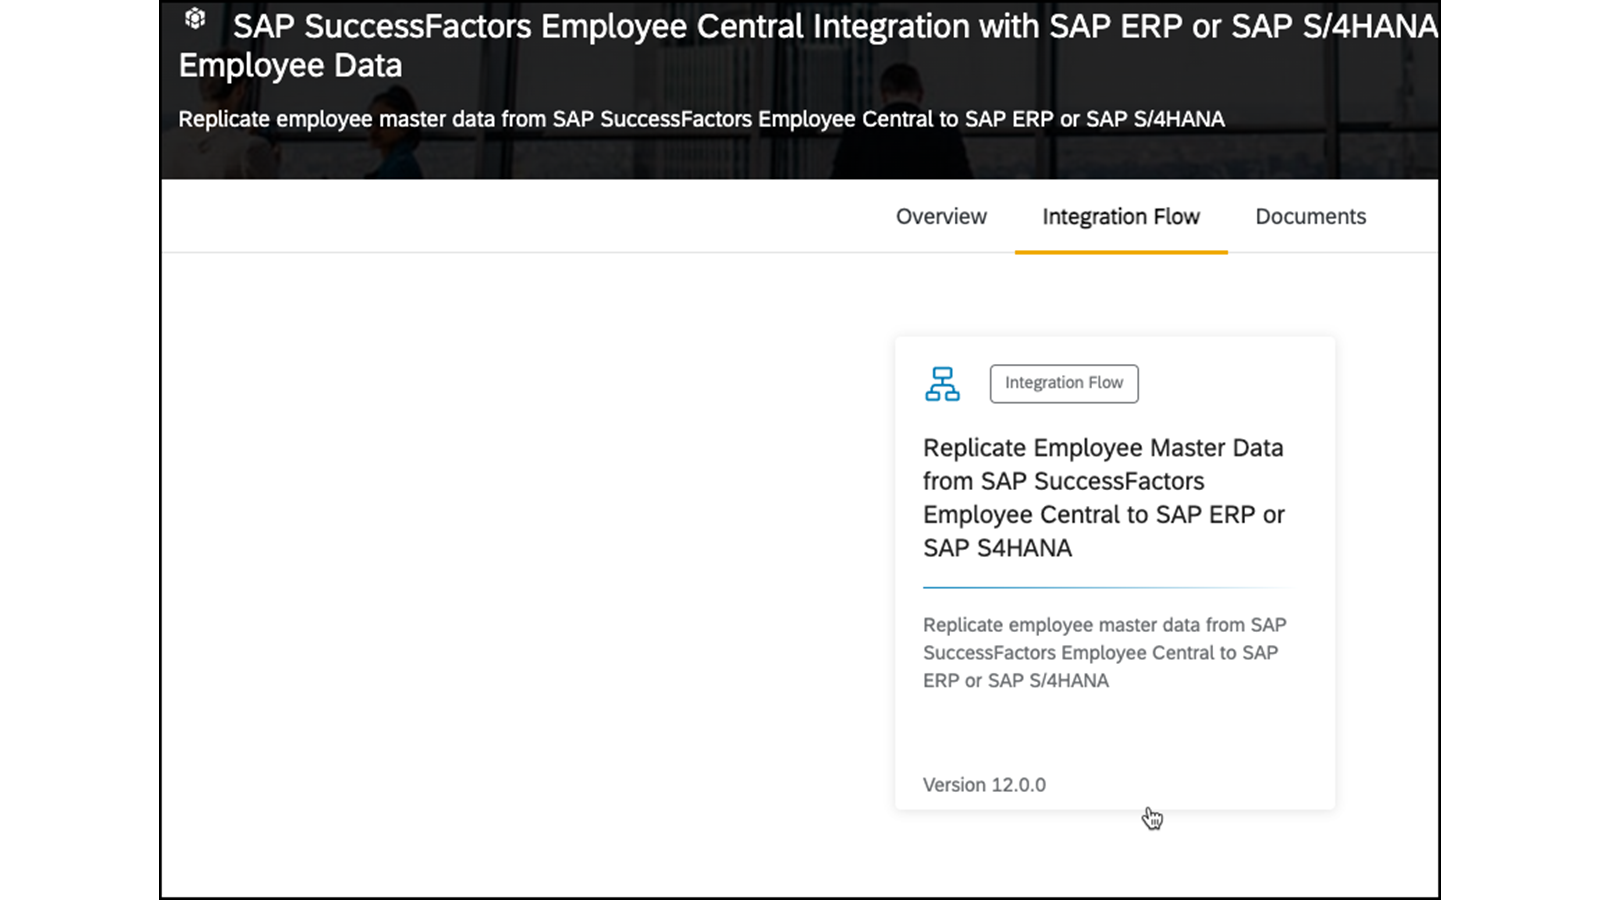 SAP SuccessFactors Employee Central Integration with SAP ERP or SAP S/4HANA
Employee Data
Replicate employee master data from SAP SuccessFactors Employee Central to SAP ERP or SAP S/4HANA
Overview
Integration Flow
Documents
Integration Flow
Replicate Employee Master Data
from SAP SuccessFactors
Employee Central to SAP ERP or
SAP S4HANA
Replicate employee master data from SAP
SuccessFactors Employee Central to SAP
ERP or SAP S/4HANA
Version 12.0.0